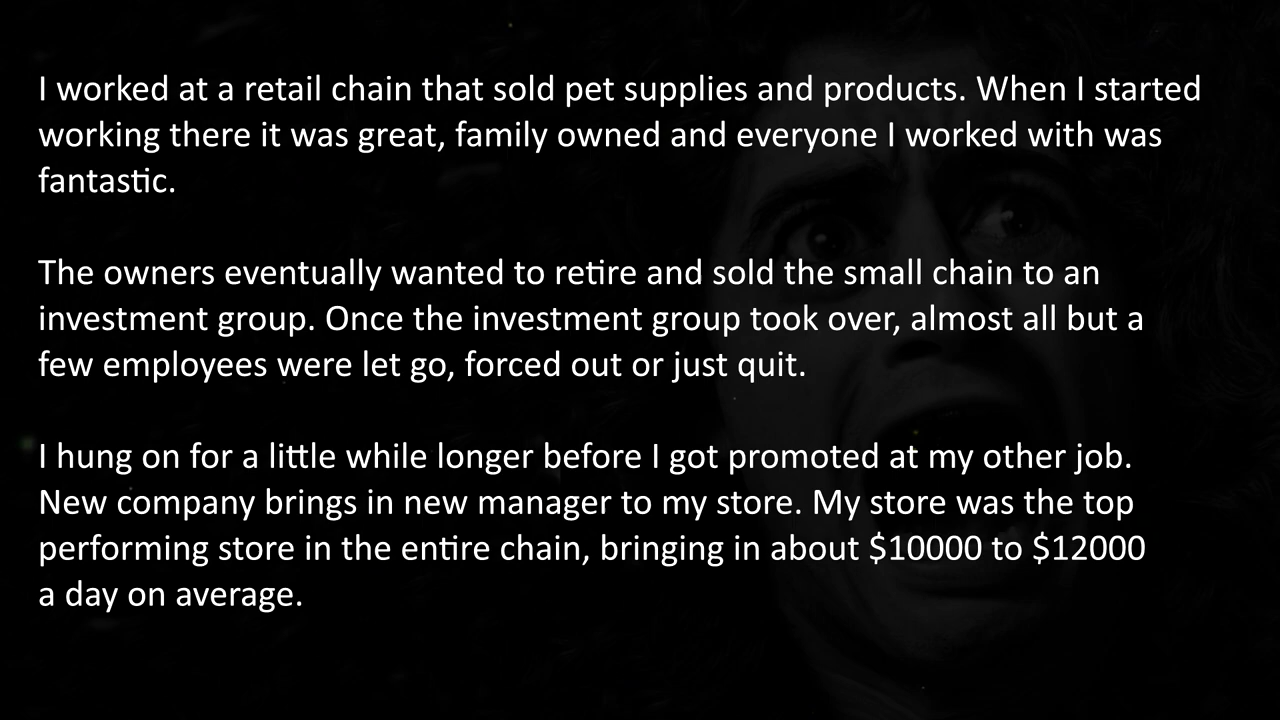 I worked at a retail chain that sold pet supplies and products. When I started
working there it was great, family owned and everyone I worked with was
fantastic.
The owners eventually wanted to retire and sold the small chain to an
investment group. Once the investment group took over, almost all but a
few employees were let go, forced out or just quit.
I hung on for a little while longer before I got promoted at my other job.
New company brings in new manager to my store. My store was the top
performing store in the entire chain, bringing in about $10000 to $12000
a day on average.